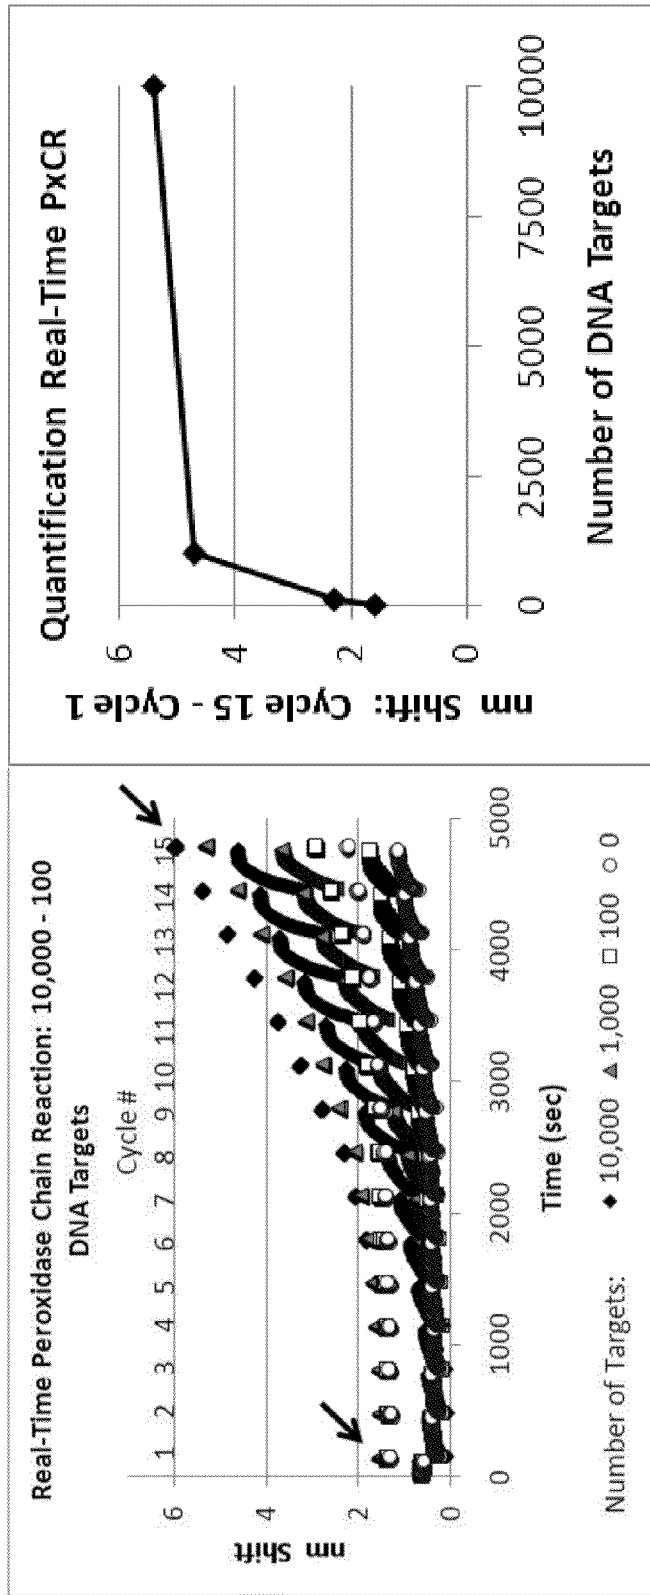 Real-Time Peroxidase Chain Reaction: 10,000 - 100
DNA Targets
Cycle #
1 2 3 4 5 6 7 8 9 10 11 12 13 14 15
6
4
2
0
nm Shift
0 1000 2000 3000 4000 5000
Time (sec)
Number of Targets: 10,000 1,000 100 0
Quantification Real-Time PxCR
6
4
2
0
nm Shift: Cycle 15 - Cycle 1
0 2500 5000 7500 10000
Number of DNA Targets